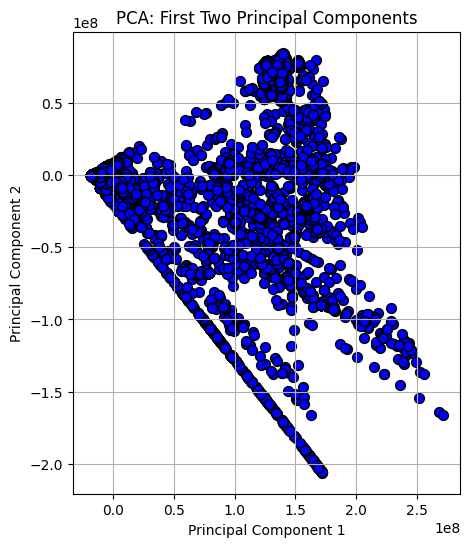 PCA: First Two Principal Components
1e8
0.5
0.0
−0.5
−1.0
−1.5
−2.0
Principal Component 2
0.0 0.5 1.0 1.5 2.0 2.5
Principal Component 1
1e8